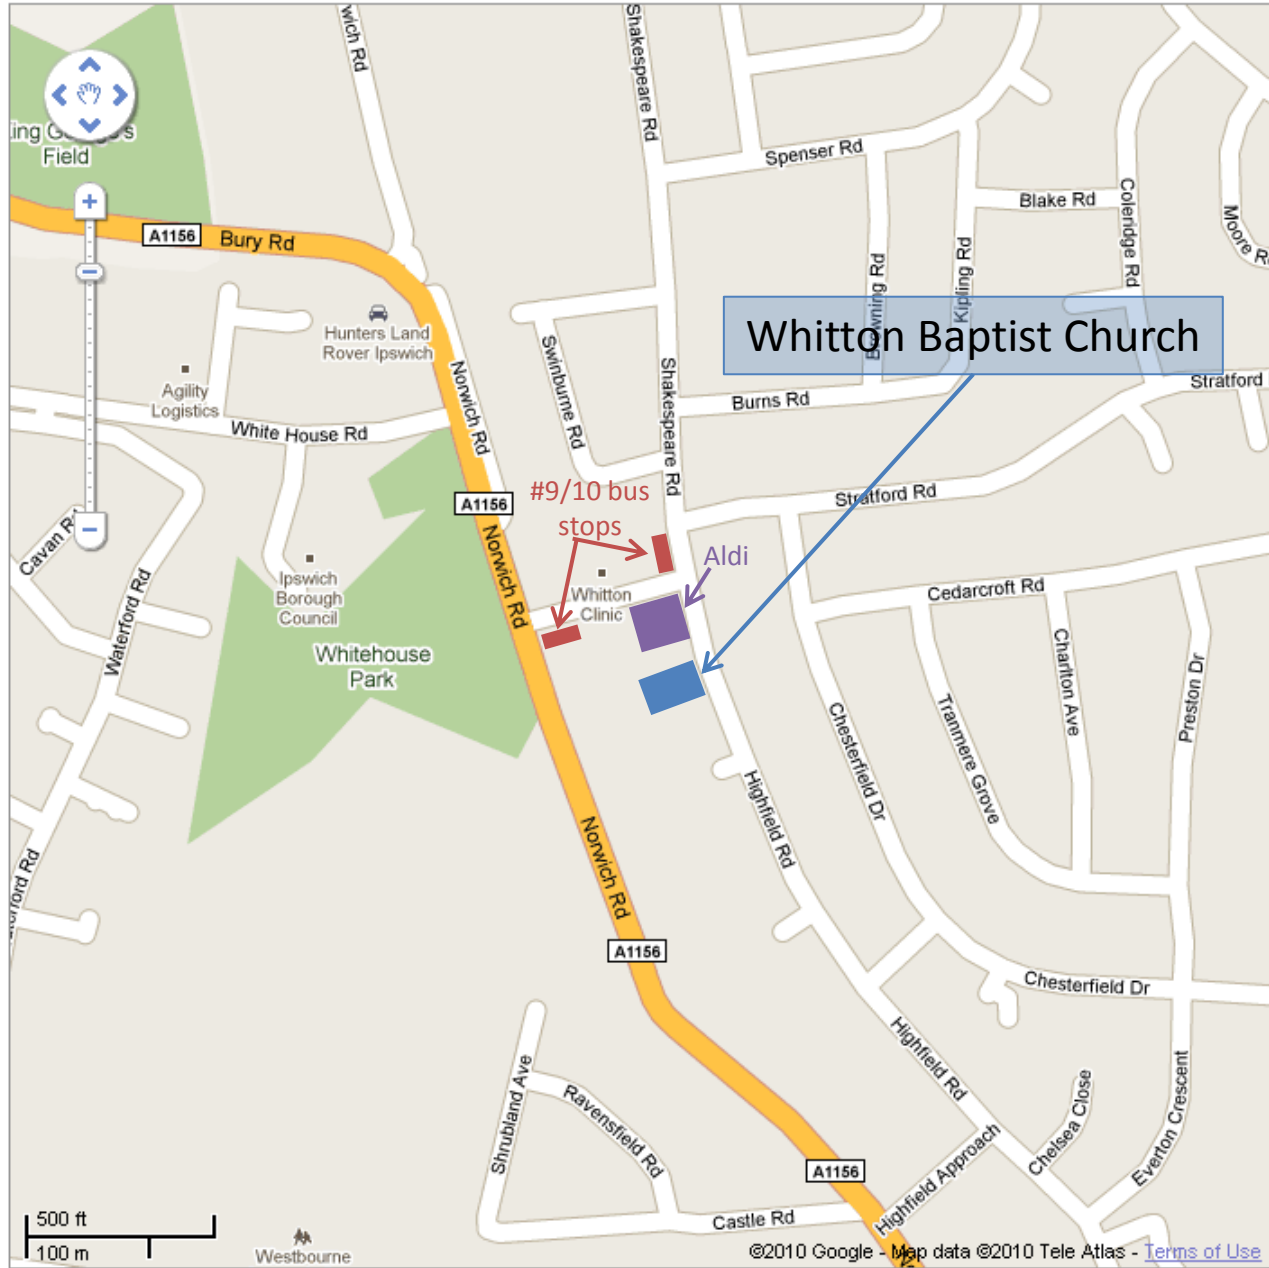 wich Rd
Shakespeare Rd
Spenser Rd
Blake Rd
Coleridge Rd
Moore R
Field
A1156
Bury Rd
Browning Rd
Kipling Rd
Hunters Land
Rover Ipswich
Whitton Baptist Church
Agility
Logistics
Norwich Rd
Swinburne Rd
Shakespeare Rd
Burns Rd
Stratford
White House Rd
A1156
#9/10 bus
stops
Stratford Rd
Cavan Rd
Norwich Rd
Aldi
Ipswich
Borough
Council
Whitton
Clinic
Cedarcroft Rd
Waterford Rd
Whitehouse
Park
Charlton Ave
Preston Dr
Tranmere Grove
Chesterfield Dr
Highfield Rd
Norwich Rd
terford Rd
A1156
Chesterfield Dr
Highfield Rd
Shrubland Ave
Ravensfield Rd
Chelsea Close
Everton Crescent
A1156
Highfield Approach
Castle Rd
500 ft
100 m
Westbourne
©2010 Google - Map data ©2010 Tele Atlas - Terms of Use